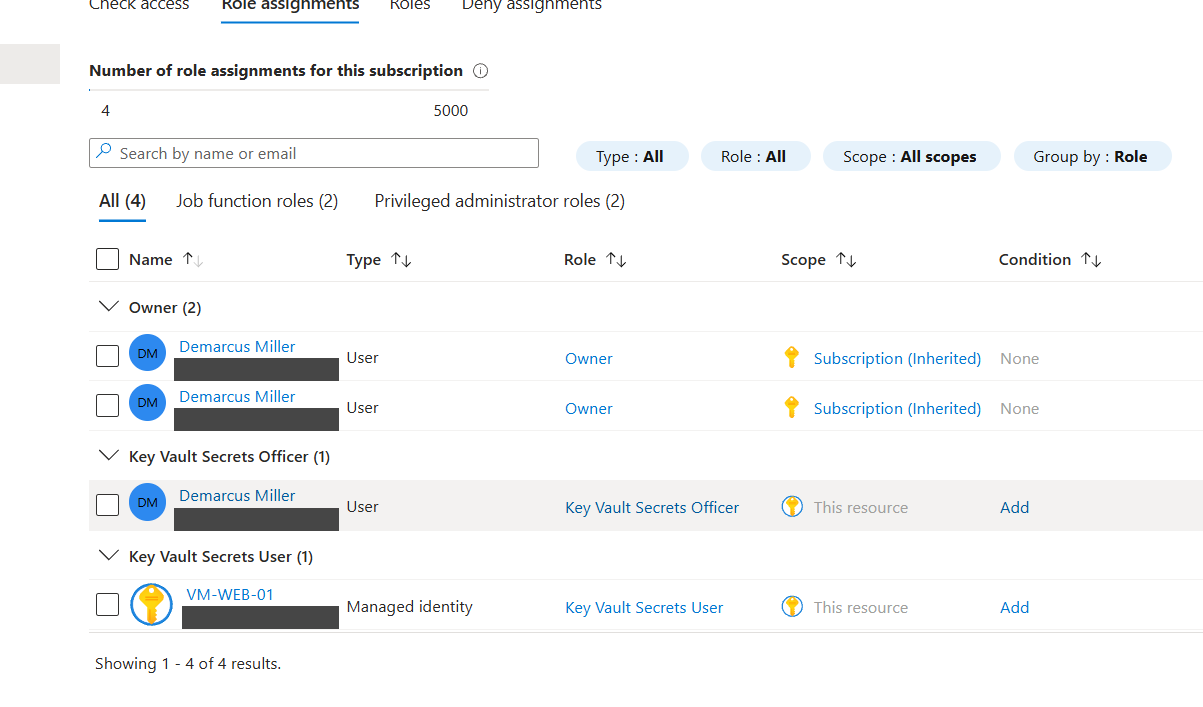 Check access Role assignments Roles Deny assignments
Number of role assignments for this subscription
4 5000
Search by name or email Type : All Role : All Scope : All scopes Group by : Role
All (4) Job function roles (2) Privileged administrator roles (2)
Name Type Role Scope Condition
Owner (2)
DM Demarcus Miller User Owner Subscription (Inherited) None
DM Demarcus Miller User Owner Subscription (Inherited) None
Key Vault Secrets Officer (1)
DM Demarcus Miller User Key Vault Secrets Officer This resource Add
Key Vault Secrets User (1)
VM-WEB-01 Managed identity Key Vault Secrets User This resource Add
Showing 1 - 4 of 4 results.